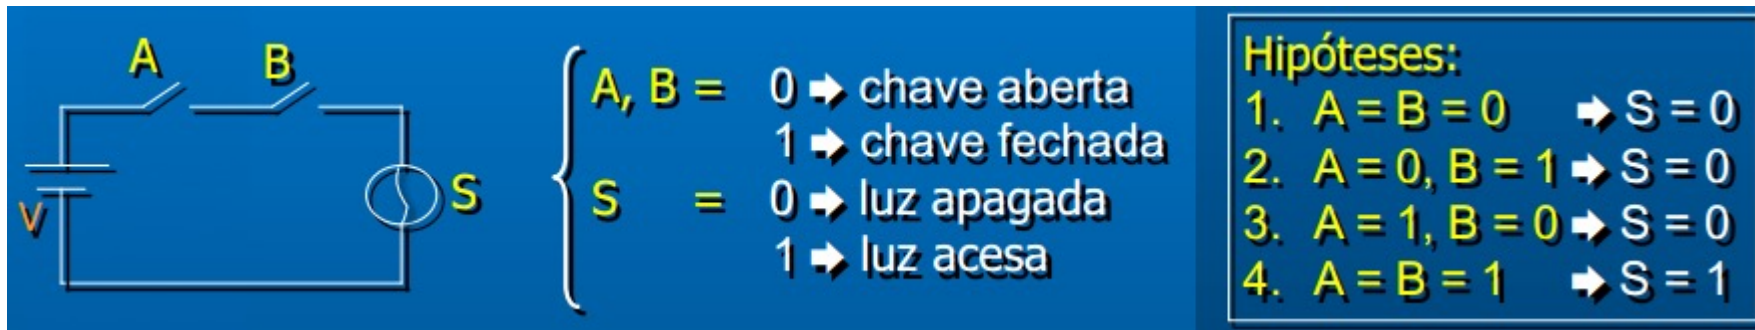 A
B
V
S
A, B = 0 ➡ chave aberta
1 ➡ chave fechada
S = 0 ➡ luz apagada
1 ➡ luz acesa
Hipóteses:
1. A = B = 0 ➡ S = 0
2. A = 0, B = 1 ➡ S = 0
3. A = 1, B = 0 ➡ S = 0
4. A = B = 1 ➡ S = 1